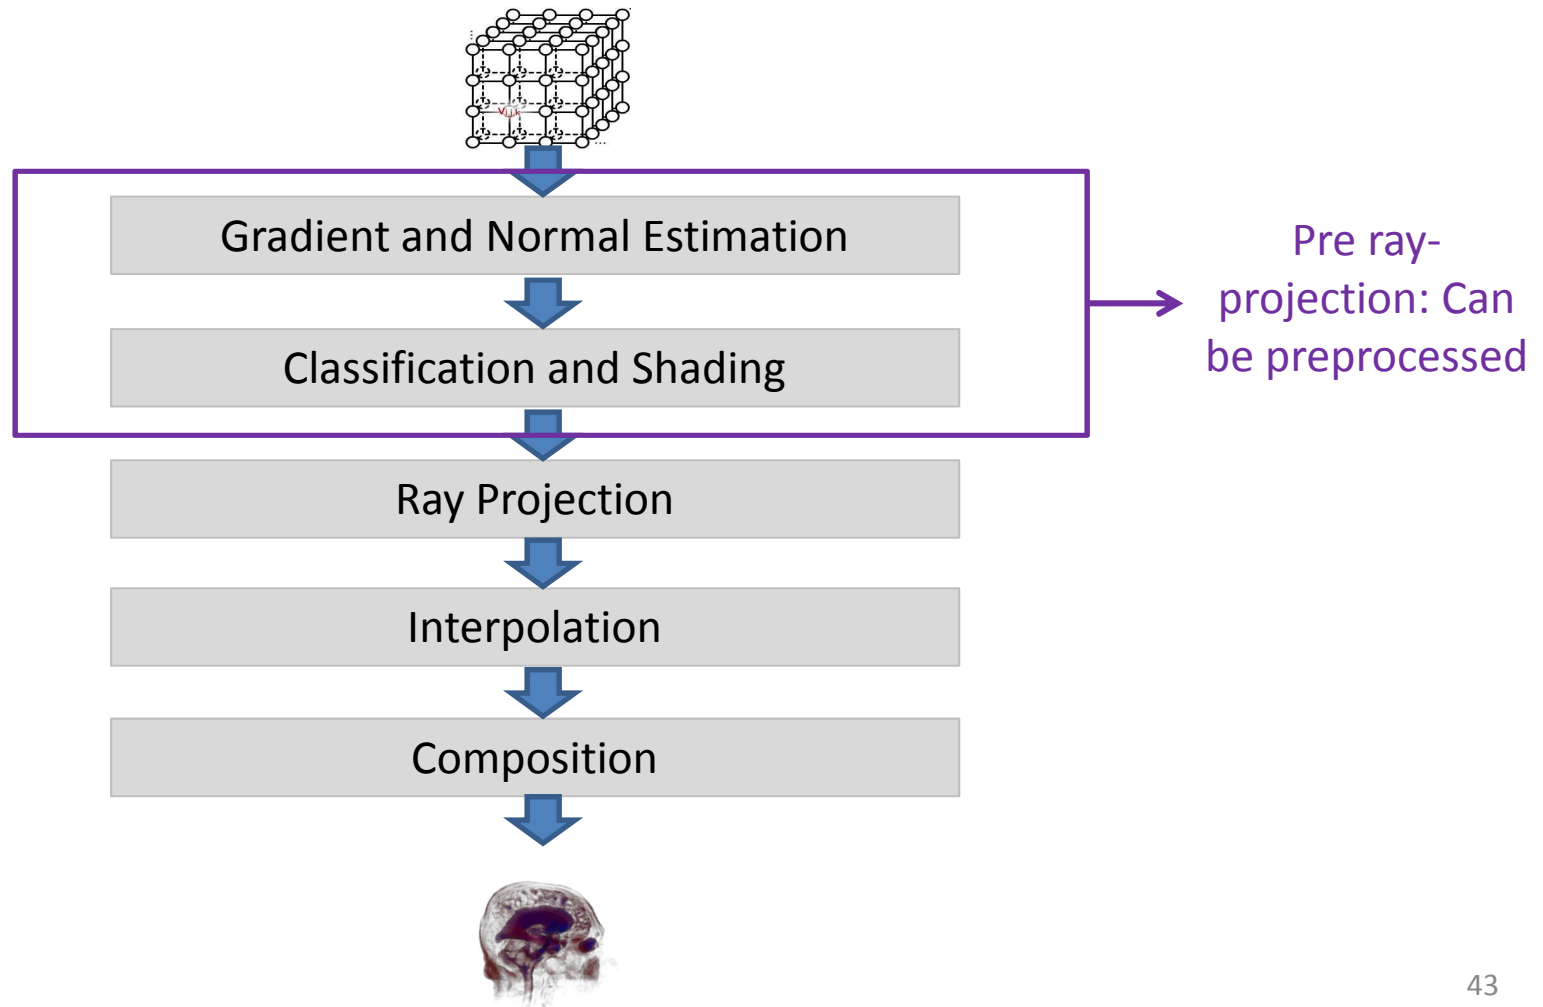 ...
V i,j,k
...
Gradient and Normal Estimation
Classification and Shading
Pre ray-
projection: Can
be preprocessed
Ray Projection
Interpolation
Composition
43